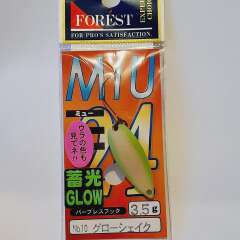 FOREST
FOR PRO'S SATISFACTION.
MIU
ミュー
ウラの色も
見てネ!!
蓄光
GLOW
バーブレスフック
3.5g
No.10 グローシェイク